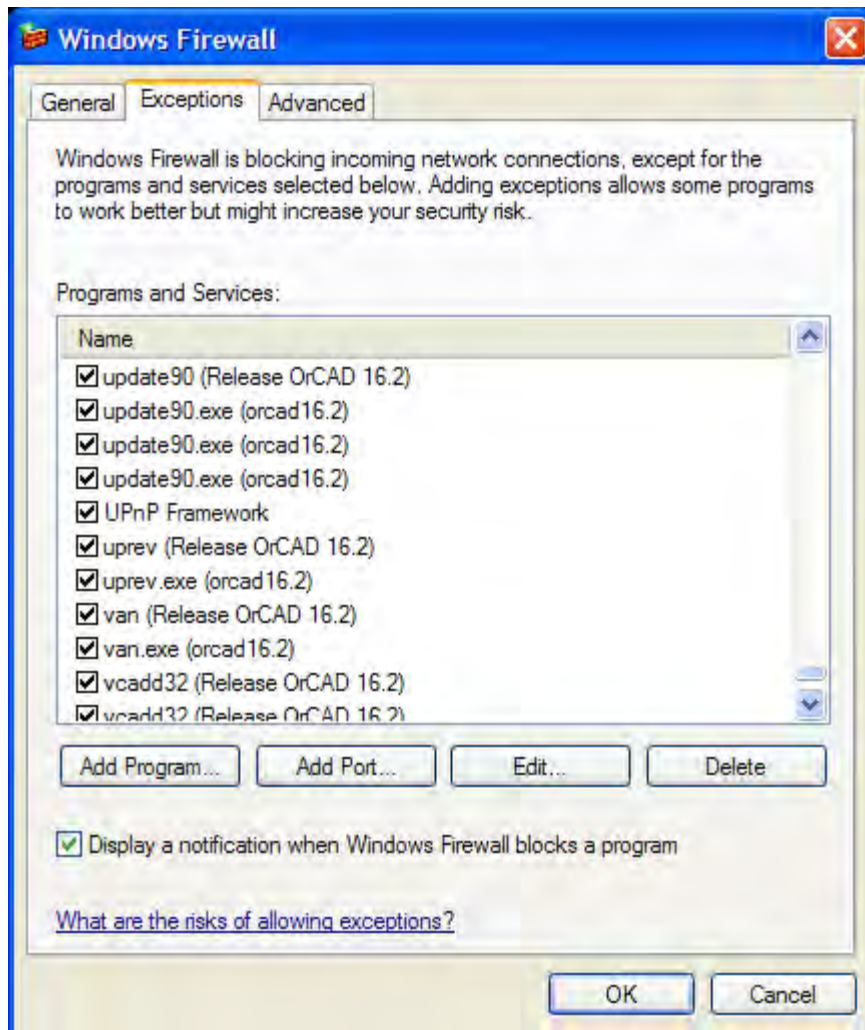 Windows Firewall
General Exceptions Advanced
Windows Firewall is blocking incoming network connections, except for the
programs and services selected below. Adding exceptions allows some programs
to work better but might increase your security risk.
Programs and Services:
Name
update90 (Release OrCAD 16.2)
update90.exe (orcad16.2)
update90.exe (orcad16.2)
update90.exe (orcad16.2)
UPnP Framework
uprev (Release OrCAD 16.2)
uprev.exe (orcad16.2)
van (Release OrCAD 16.2)
van.exe (orcad16.2)
vcadd32 (Release OrCAD 16.2)
vcadd32 (Release OrCAD 16.2)
Add Program... Add Port... Edit... Delete
Display a notification when Windows Firewall blocks a program
What are the risks of allowing exceptions?
OK Cancel